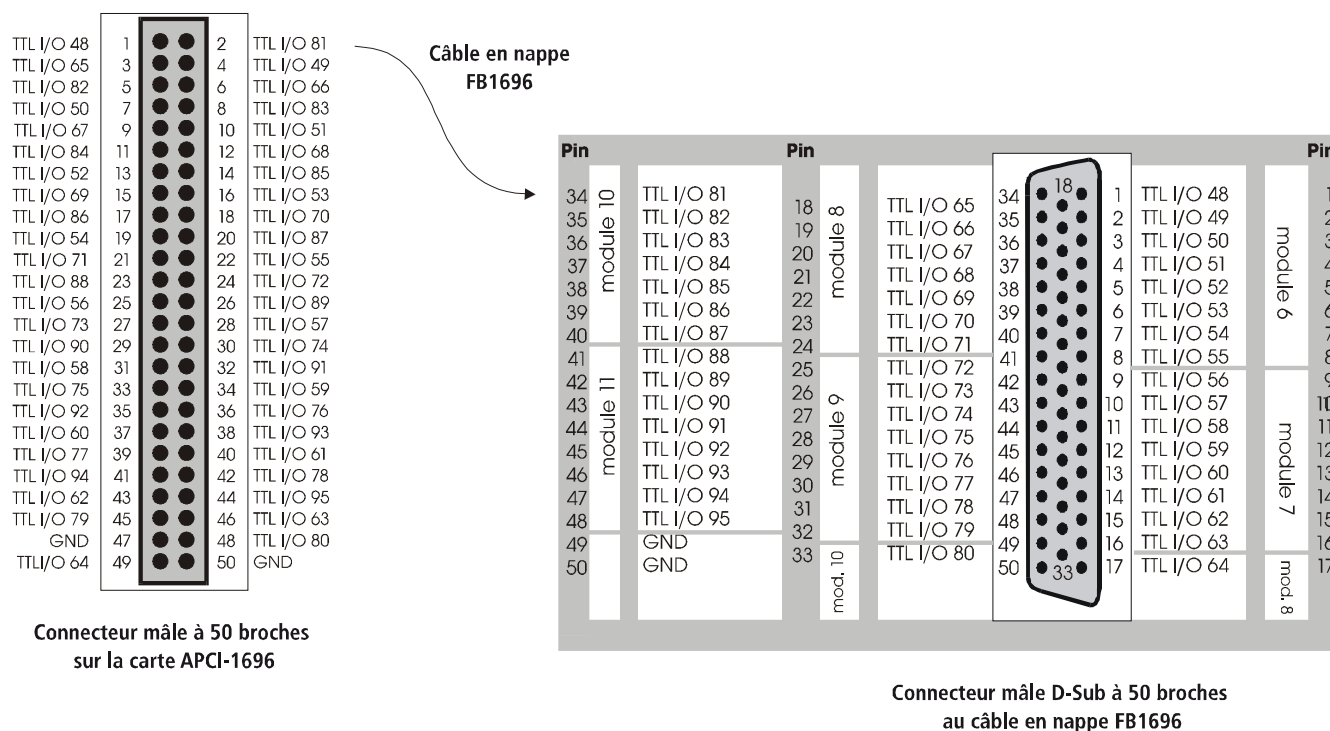 TTL I/O 48 1 2 TTL I/O 81
TTL I/O 65 3 4 TTL I/O 49
TTL I/O 82 5 6 TTL I/O 66
TTL I/O 50 7 8 TTL I/O 83
TTL I/O 67 9 10 TTL I/O 51
TTL I/O 84 11 12 TTL I/O 68
TTL I/O 52 13 14 TTL I/O 85
TTL I/O 69 15 16 TTL I/O 53
TTL I/O 86 17 18 TTL I/O 70
TTL I/O 54 19 20 TTL I/O 87
TTL I/O 71 21 22 TTL I/O 55
TTL I/O 88 23 24 TTL I/O 72
TTL I/O 56 25 26 TTL I/O 89
TTL I/O 73 27 28 TTL I/O 57
TTL I/O 90 29 30 TTL I/O 74
TTL I/O 58 31 32 TTL I/O 91
TTL I/O 75 33 34 TTL I/O 59
TTL I/O 92 35 36 TTL I/O 76
TTL I/O 60 37 38 TTL I/O 93
TTL I/O 77 39 40 TTL I/O 61
TTL I/O 94 41 42 TTL I/O 78
TTL I/O 62 43 44 TTL I/O 95
TTL I/O 79 45 46 TTL I/O 63
GND 47 48 TTL I/O 80
TTLI/O 64 49 50 GND
Connecteur mâle à 50 broches
sur la carte APCI-1696
Câble en nappe
FB1696
Pin
34 TTL I/O 81
35 TTL I/O 82
36 TTL I/O 83
37 TTL I/O 84
38 TTL I/O 85
39 TTL I/O 86
40 TTL I/O 87
module 10
41 TTL I/O 88
42 TTL I/O 89
43 TTL I/O 90
44 TTL I/O 91
45 TTL I/O 92
46 TTL I/O 93
47 TTL I/O 94
48 TTL I/O 95
module 11
49 GND
50 GND
Pin
18 TTL I/O 65
19 TTL I/O 66
20 TTL I/O 67
21 TTL I/O 68
22 TTL I/O 69
23 TTL I/O 70
24 TTL I/O 71
module 8
25 TTL I/O 72
26 TTL I/O 73
27 TTL I/O 74
28 TTL I/O 75
29 TTL I/O 76
30 TTL I/O 77
31 TTL I/O 78
32 TTL I/O 79
module 9
33 TTL I/O 80
mod. 10
34 18 1 TTL I/O 48
35 2 TTL I/O 49
36 3 TTL I/O 50
37 4 TTL I/O 51
38 5 TTL I/O 52
39 6 TTL I/O 53
40 7 TTL I/O 54
41 8 TTL I/O 55
42 9 TTL I/O 56
43 10 TTL I/O 57
44 11 TTL I/O 58
45 12 TTL I/O 59
46 13 TTL I/O 60
47 14 TTL I/O 61
48 15 TTL I/O 62
49 16 TTL I/O 63
50 33 17 TTL I/O 64
module 6
module 7
mod. 8
Pin
1
2
3
4
5
6
7
8
9
10
11
12
13
14
15
16
17
Connecteur mâle D-Sub à 50 broches
au câble en nappe FB1696